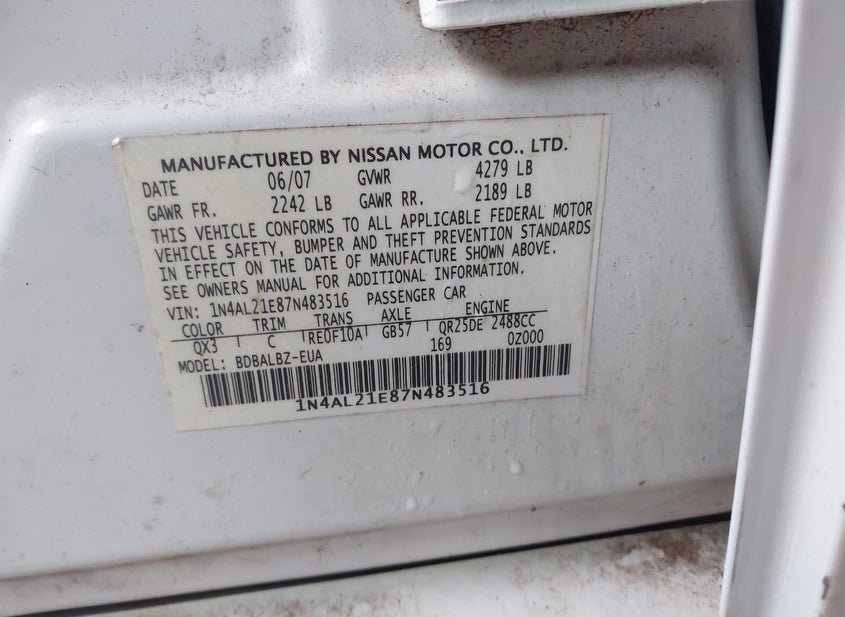 MANUFACTURED BY NISSAN MOTOR CO., LTD.
DATE 06/07 GVWR 4279 LB
GAWR FR. 2242 LB GAWR RR. 2189 LB
THIS VEHICLE CONFORMS TO ALL APPLICABLE FEDERAL MOTOR
VEHICLE SAFETY, BUMPER AND THEFT PREVENTION STANDARDS
IN EFFECT ON THE DATE OF MANUFACTURE SHOWN ABOVE.
SEE OWNERS MANUAL FOR ADDITIONAL INFORMATION.
VIN: 1N4AL21E87N483516 PASSENGER CAR
COLOR TRIM TRANS AXLE ENGINE
QX3 C RE0F10A GB57 QR25DE 2488CC
MODEL: BDBALBZ-EUA 169 0Z000
1N4AL21E87N483516